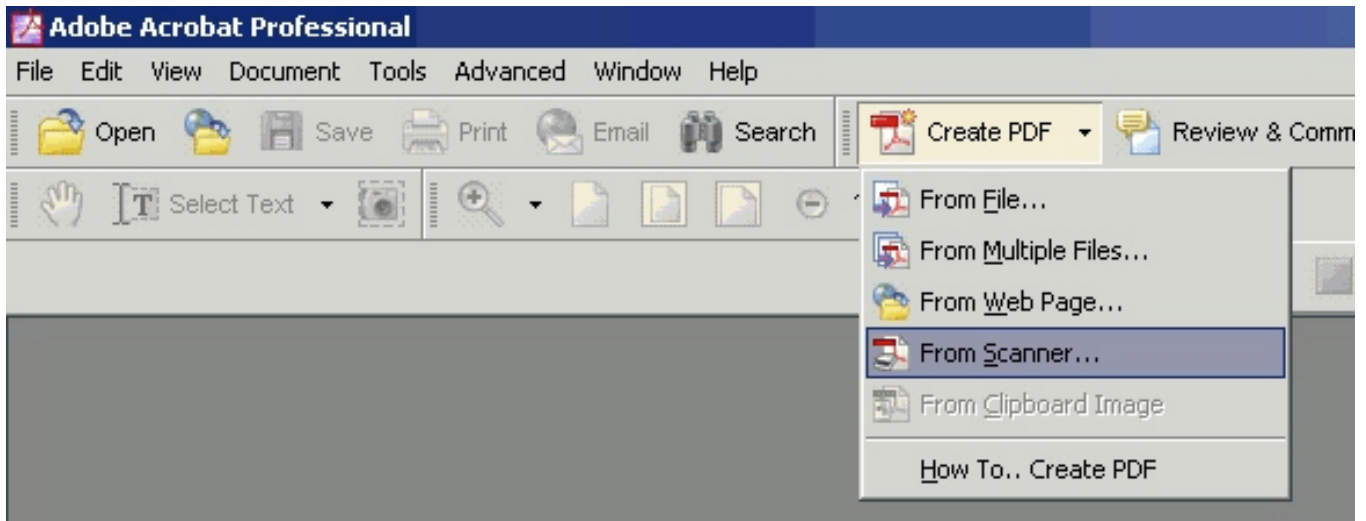 Adobe Acrobat Professional
File Edit View Document Tools Advanced Window Help
Open Save Print Email Search Create PDF Review & Comm
Select Text
From File...
From Multiple Files...
From Web Page...
From Scanner...
From Clipboard Image
How To.. Create PDF